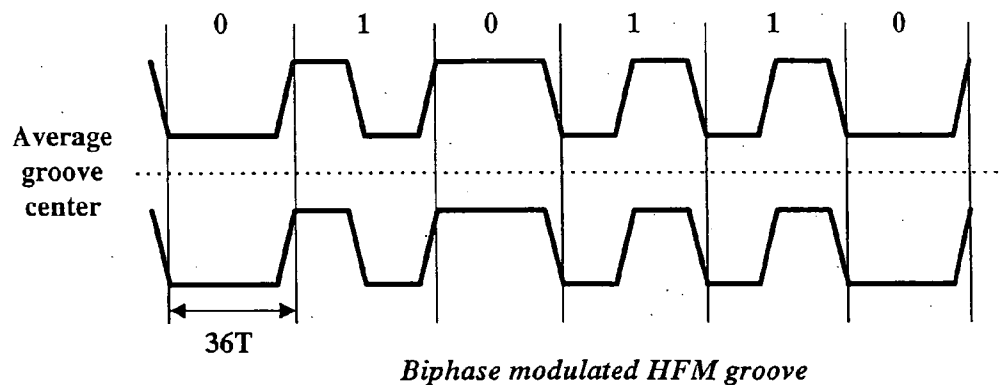 0 1 0 1 1 0
Average
groove
center
36T
Biphase modulated HFM groove